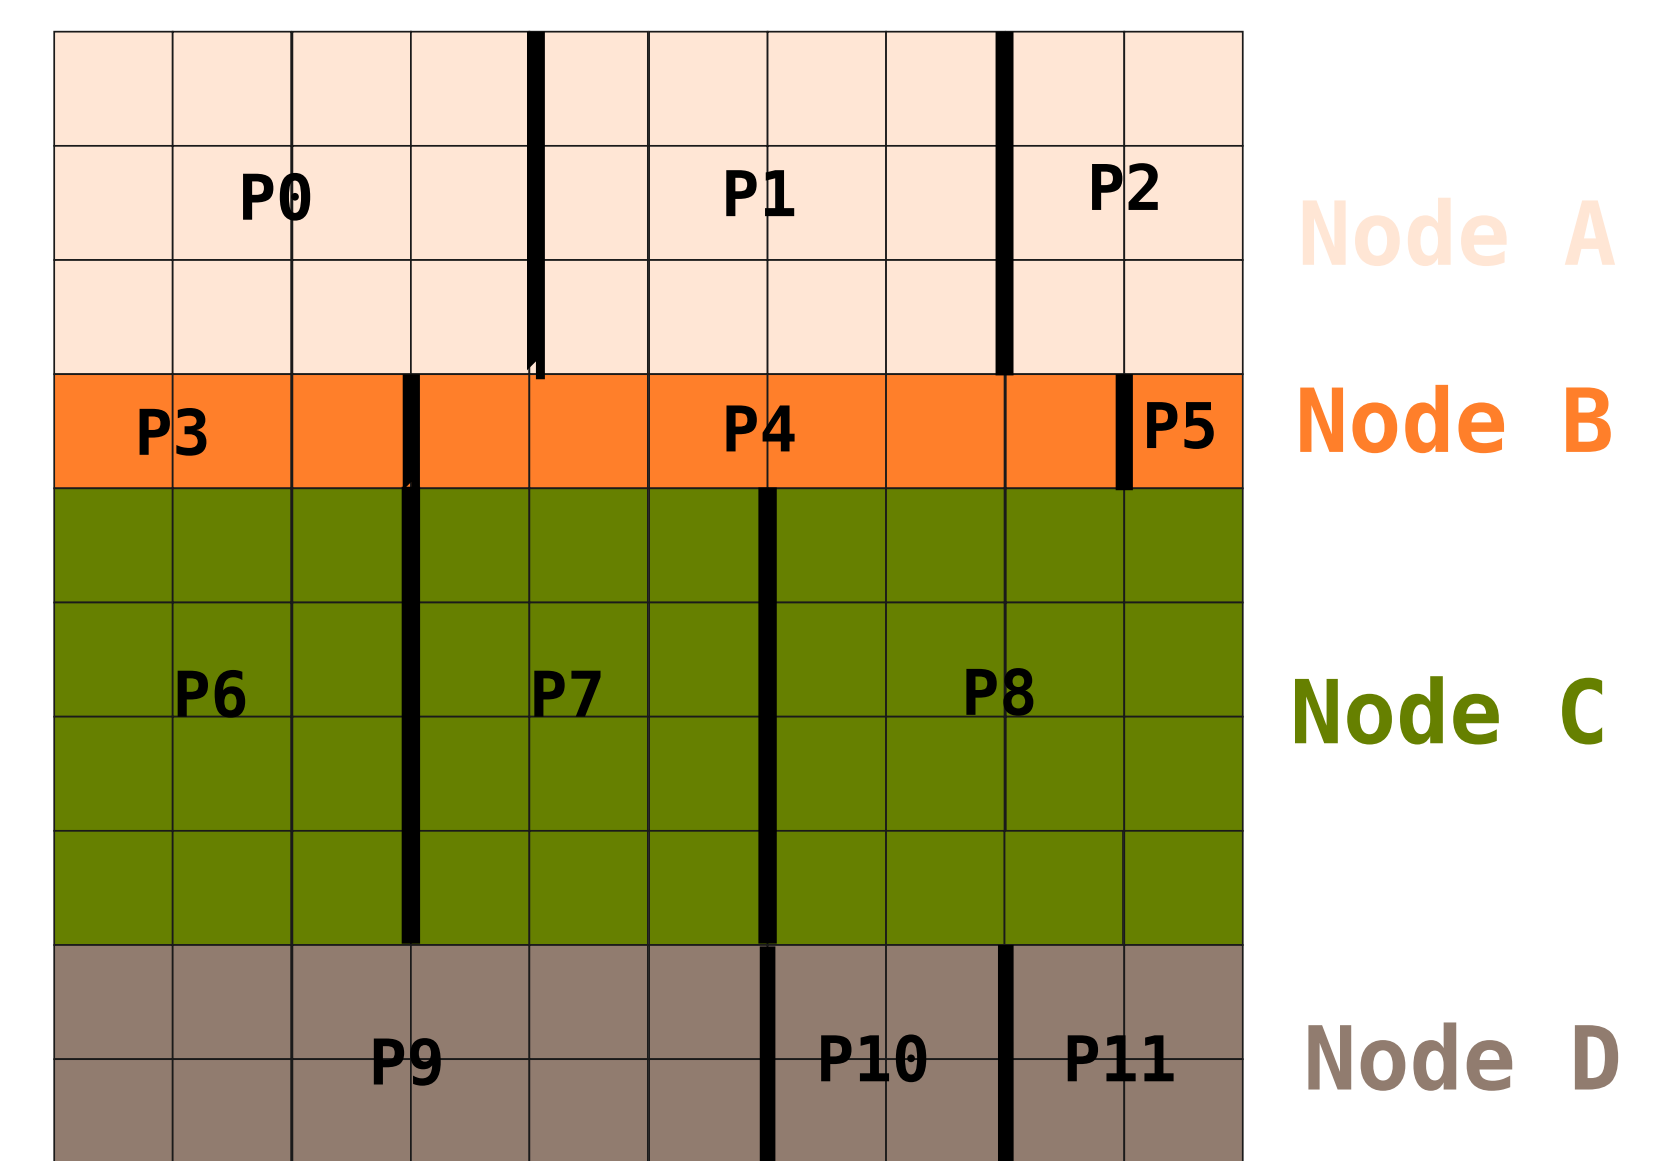 P0 P1 P2
Node A
P3 P4 P5
Node B
P6 P7 P8
Node C
P9 P10 P11
Node D